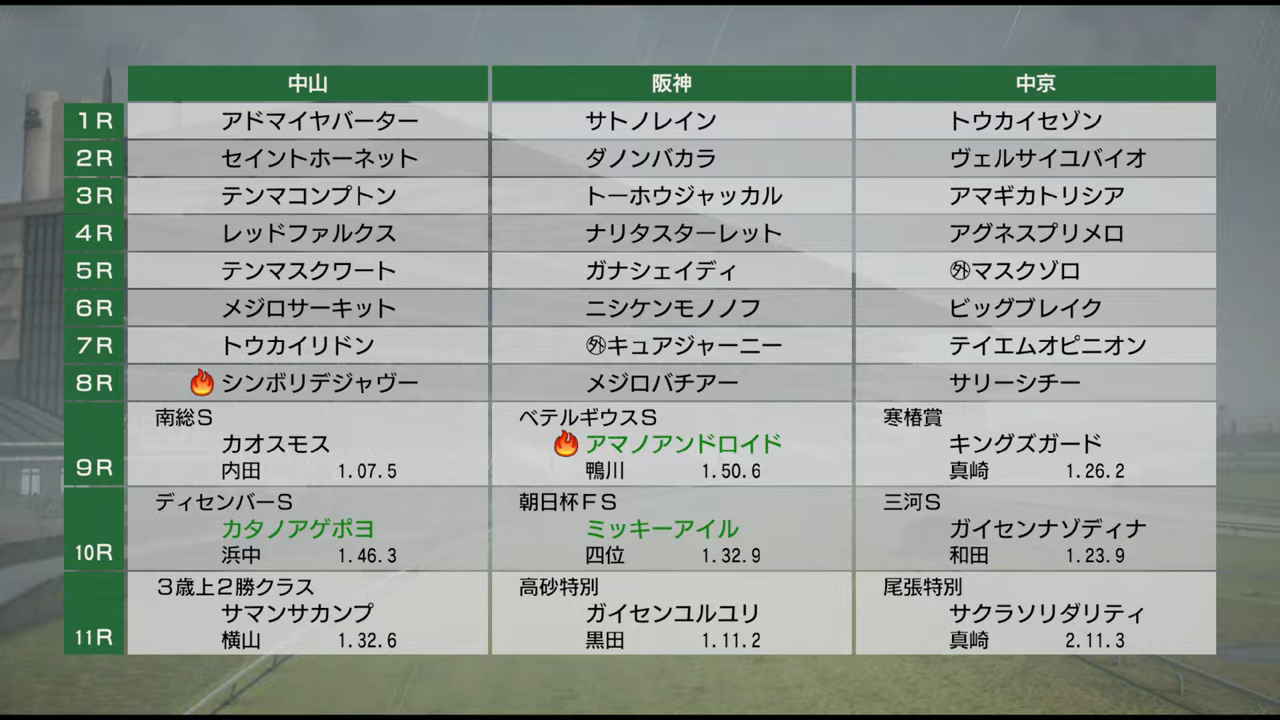 中山 阪神 中京
1R アドマイヤバーター サトノレイン トウカイセゾン
2R セイントホーネット ダノンバカラ ヴェルサイユバイオ
3R テンマコンプトン トーホウジャッカル アマギカトリシア
4R レッドファルクス ナリタスターレット アグネスプリメロ
5R テンマスクワート ガナシェイディ ㊕マスクゾロ
6R メジロサーキット ニシケンモノノフ ビッグブレイク
7R トウカイリドン 外キュアジャーニー テイエムオピニオン
8R シンボリデジャヴー メジロバチアー サリーシチー
南総S ベテルギウスS 寒椿賞
カオスモス アマノアンドロイド キングズガード
9R 内田 1.07.5 鴨川 1.50.6 真崎 1.26.2
ディセンバーS 朝日杯FS 三河S
カタノアゲポヨ ミッキーアイル ガイセンナゾディナ
10R 浜中 1.46.3 四位 1.32.9 和田 1.23.9
3歳上2勝クラス 高砂特別 尾張特別
サマンサカンプ ガイセンユルユリ サクラソリダリティ
11R 横山 1.32.6 黒田 1.11.2 真崎 2.11.3